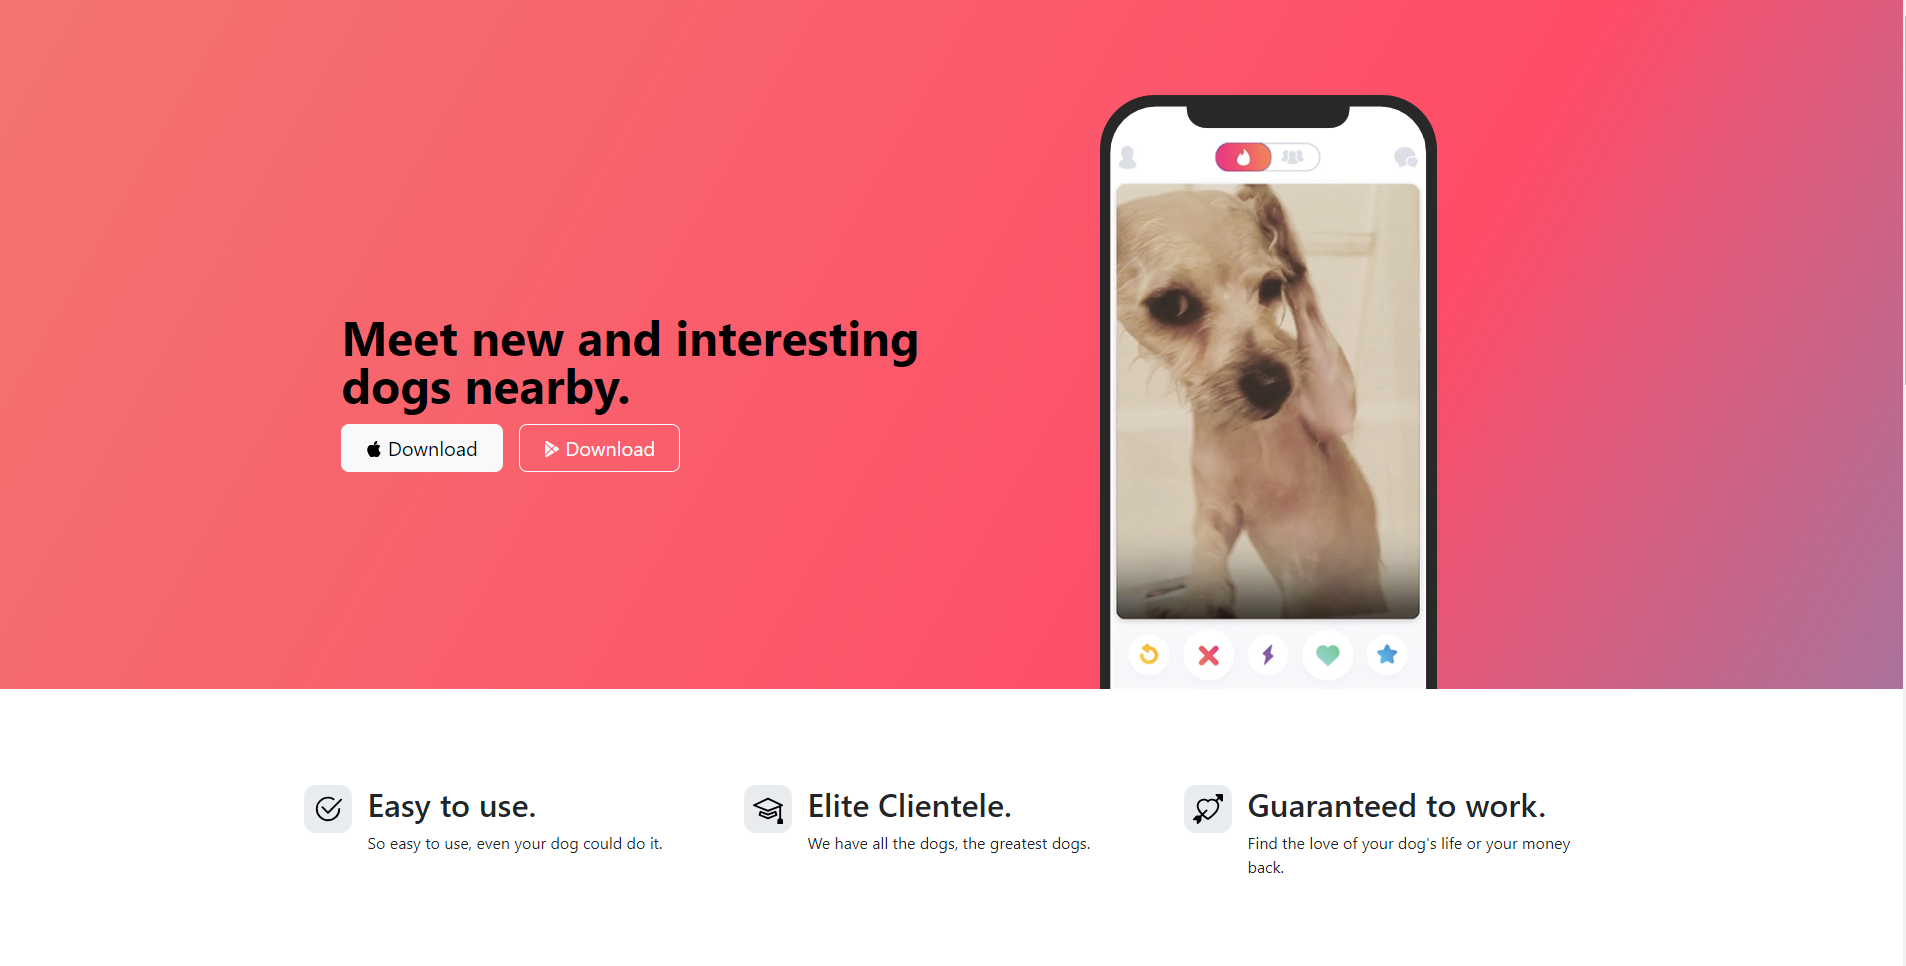 Meet new and interesting
dogs nearby.
Download
Download
Easy to use.
So easy to use, even your dog could do it.
Elite Clientele.
We have all the dogs, the greatest dogs.
Guaranteed to work.
Find the love of your dog's life or your money
back.